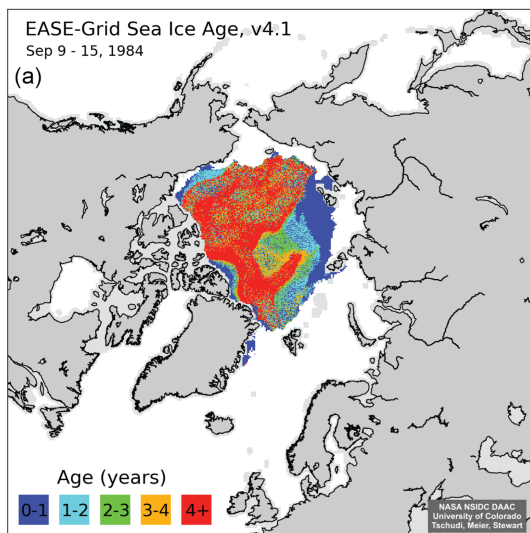 EASE-Grid Sea Ice Age, v4.1
Sep 9 - 15, 1984
(a)
Age (years)
0-1 1-2 2-3 3-4 4+
NASA NSIDC DAAC
University of Colorado
Tschudi, Meier, Stewart